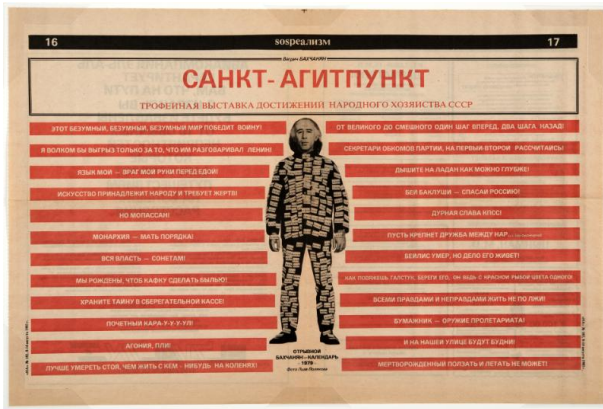 16
sosреализм
17
Вагрич БАХЧАНЯН
САНКТ- АГИТПУНКТ
ТРОФЕЙНАЯ ВЫСТАВКА ДОСТИЖЕНИЙ НАРОДНОГО ХОЗЯЙСТВА СССР
ЭТОТ БЕЗУМНЫЙ, БЕЗУМНЫЙ, БЕЗУМНЫЙ МИР ПОБЕДИТ ВОЙНУ!
Я ВОЛКОМ БЫ ВЫГРЫЗ ТОЛЬКО ЗА ТО, ЧТО ИМ РАЗГОВАРИВАЛ ЛЕНИН!
ЯЗЫК МОЙ — ВРАГ МОЙ РУКИ ПЕРЕД ЕДОЙ!
ИСКУССТВО ПРИНАДЛЕЖИТ НАРОДУ И ТРЕБУЕТ ЖЕРТВ!
НО МОПАССАН!
МОНАРХИЯ — МАТЬ ПОРЯДКА!
ВСЯ ВЛАСТЬ — СОНЕТАМ!
МЫ РОЖДЕНЫ, ЧТОБ КАФКУ СДЕЛАТЬ БЫЛЬЮ!
ХРАНИТЕ ТАЙНУ В СБЕРЕГАТЕЛЬНОЙ КАССЕ!
ПОЧЕТНЫЙ КАРА-У-У-У-УЛ!
АГОНИЯ, ПЛИ!
ЛУЧШЕ УМЕРЕТЬ СТОЯ, ЧЕМ ЖИТЬ С КЕМ - НИБУДЬ НА КОЛЕНЯХ!
ОТ ВЕЛИКОГО ДО СМЕШНОГО ОДИН ШАГ ВПЕРЕД, ДВА ШАГА НАЗАД!
СЕКРЕТАРИ ОБКОМОВ ПАРТИИ, НА ПЕРВЫЙ-ВТОРОЙ РАССЧИТАЙСЬ!
ДЫШИТЕ НА ЛАДАН КАК МОЖНО ГЛУБЖЕ!
БЕЙ БАКЛУШИ — СПАСАЙ РОССИЮ!
ДУРНАЯ СЛАВА КПСС!
ПУСТЬ КРЕПНЕТ ДРУЖБА МЕЖДУ НАР...
БЕЙЛИС УМЕР, НО ДЕЛО ЕГО ЖИВЕТ!
КАК ПОВЯЖЕШЬ ГАЛСТУК, БЕРЕГИ ЕГО, ОН ВЕДЬ С КРАСНОЙ РЫБОЙ ЦВЕТА ОДНОГО!
ВСЕМИ ПРАВДАМИ И НЕПРАВДАМИ ЖИТЬ НЕ ПО ЛЖИ!
БУМАЖНИК — ОРУЖИЕ ПРОЛЕТАРИАТА!
И НА НАШЕЙ УЛИЦЕ БУДУТ БУДНИ!
МЕРТВОРОЖДЕННЫЙ ПОЛЗАТЬ И ЛЕТАТЬ НЕ МОЖЕТ!
ОТРЫВНОЙ
БАХЧАНЯН - КАЛЕНДАРЬ
- 1978 -